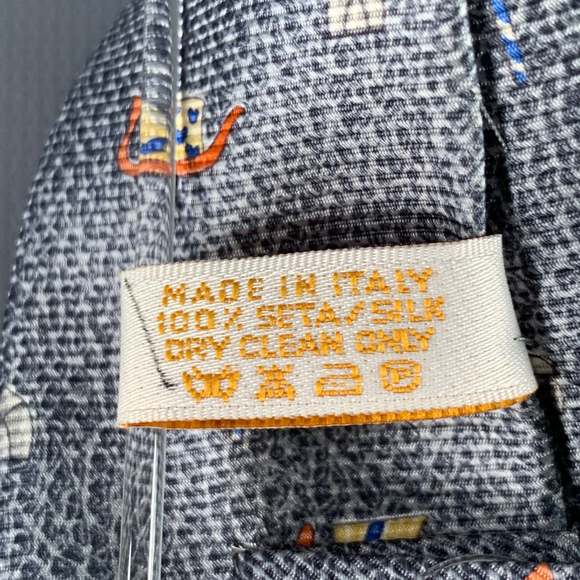 MADE IN ITALY
100% SETA/SILK
DRY CLEAN ONLY
P